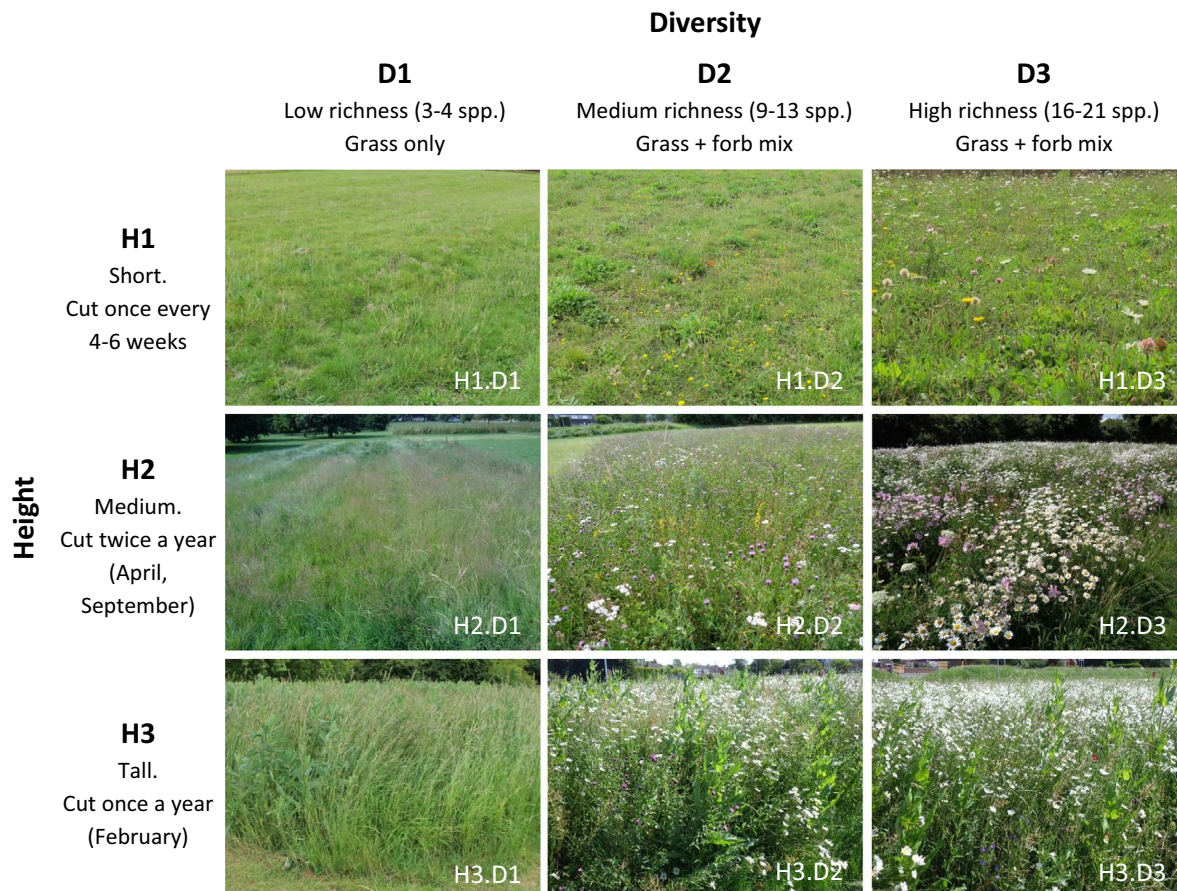 Diversity
D1
Low richness (3-4 spp.)
Grass only
D2
Medium richness (9-13 spp.)
Grass + forb mix
D3
High richness (16-21 spp.)
Grass + forb mix
Height
H1
Short.
Cut once every
4-6 weeks
H1.D1
H1.D2
H1.D3
H2
Medium.
Cut twice a year
(April,
September)
H2.D1
H2.D2
H2.D3
H3
Tall.
Cut once a year
(February)
H3.D1
H3.D2
H3.D3